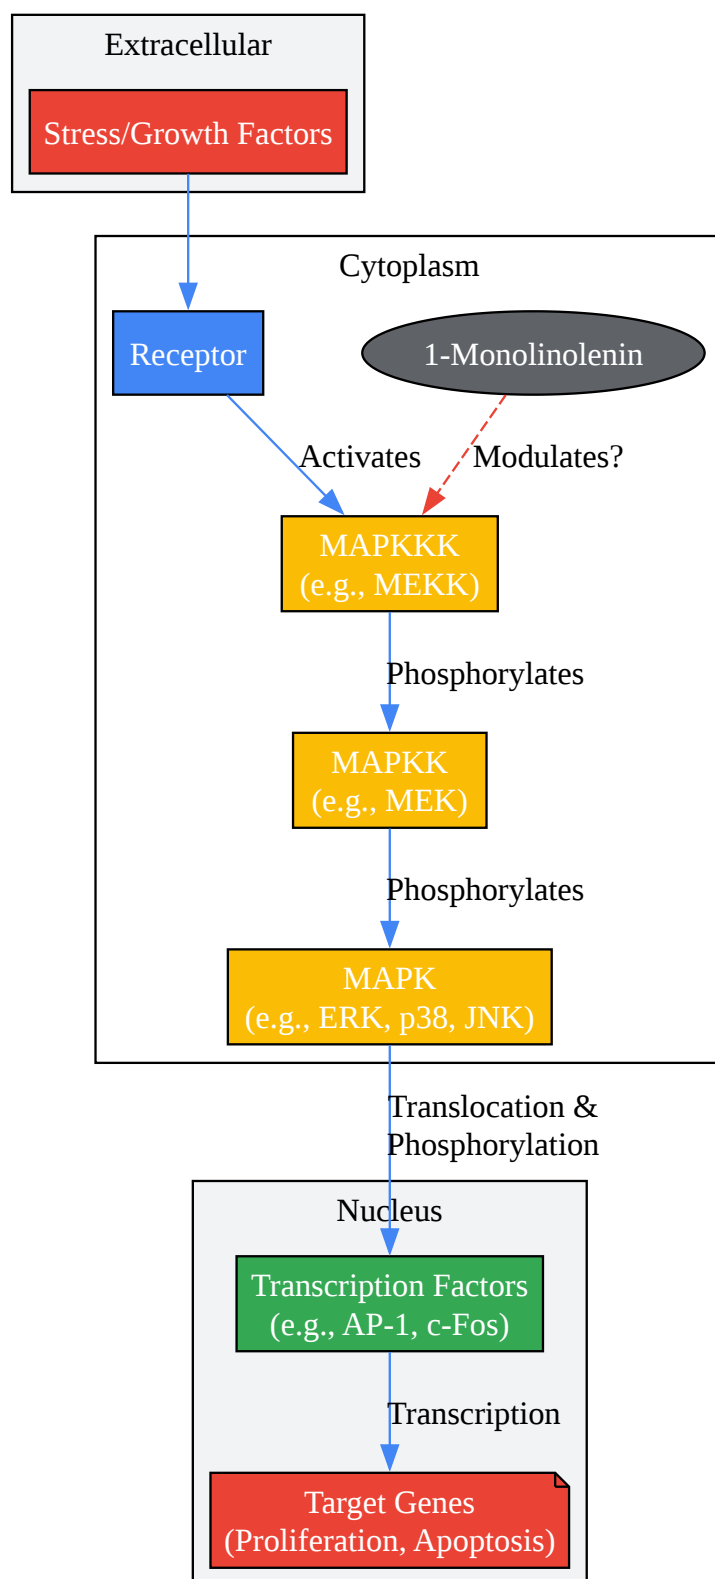 Extracellular
Stress/Growth Factors
Cytoplasm
Receptor
1-Monolinolenin
Activates
Modulates?
MAPKKK
(e.g., MEKK)
Phosphorylates
MAPKK
(e.g., MEK)
Phosphorylates
MAPK
(e.g., ERK, p38, JNK)
Translocation &
Phosphorylation
Nucleus
Transcription Factors
(e.g., AP-1, c-Fos)
Transcription
Target Genes
(Proliferation, Apoptosis)